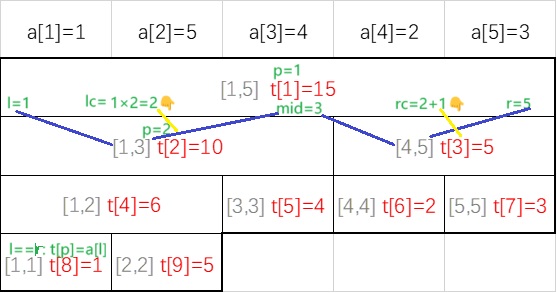 a[1]=1 a[2]=5 a[3]=4 a[4]=2 a[5]=3
p=1
[1,5] t[1]=15
l=1 lc=1×2=2👇 mid=3 rc=2+1👇 r=5
p=2
[1,3] t[2]=10 [4,5] t[3]=5
[1,2] t[4]=6 [3,3] t[5]=4 [4,4] t[6]=2 [5,5] t[7]=3
l==r: t[p]=a[l]
[1,1] t[8]=1 [2,2] t[9]=5